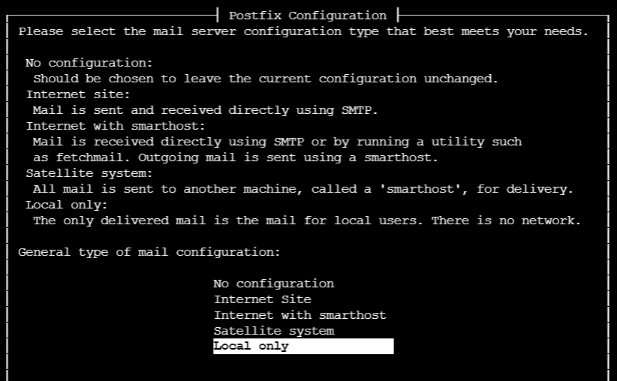 Postfix Configuration
Please select the mail server configuration type that best meets your needs.
No configuration:
Should be chosen to leave the current configuration unchanged.
Internet site:
Mail is sent and received directly using SMTP.
Internet with smarthost:
Mail is received directly using SMTP or by running a utility such
as fetchmail. Outgoing mail is sent using a smarthost.
Satellite system:
All mail is sent to another machine, called a 'smarthost', for delivery.
Local only:
The only delivered mail is the mail for local users. There is no network.
General type of mail configuration:
No configuration
Internet Site
Internet with smarthost
Satellite system
Local only